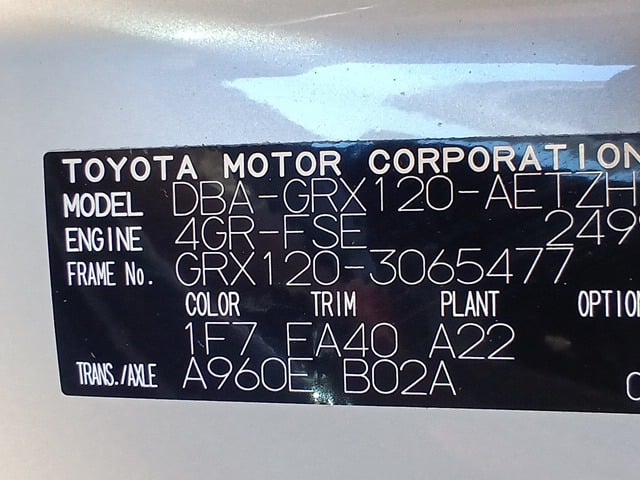 TOYOTA MOTOR CORPORATION
MODEL DBA-GRX120-AETZH
ENGINE 4GR-FSE 249
FRAME No. GRX120-3065477
COLOR TRIM PLANT OPTION
1F7 FA40 A22
TRANS./AXLE A960E B02A